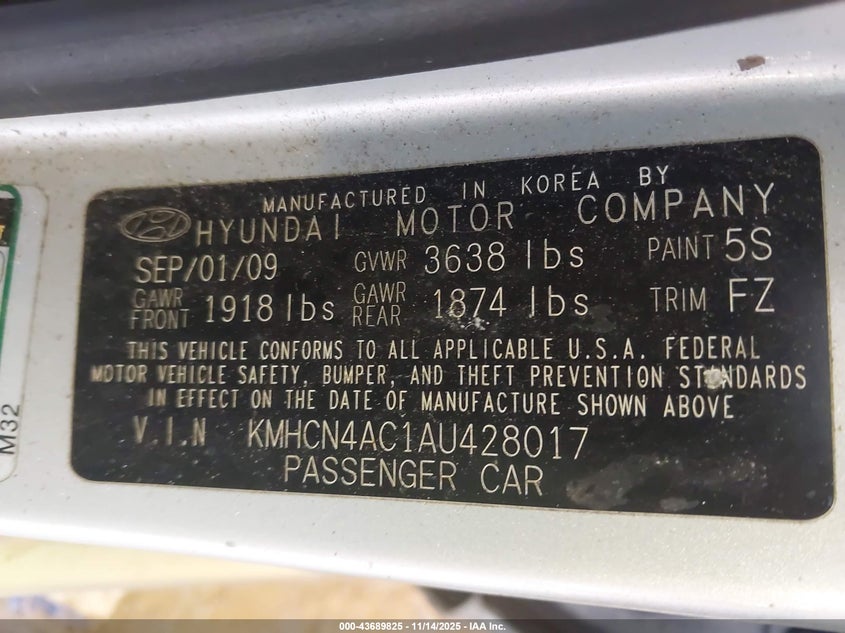 MANUFACTURED IN KOREA BY
HYUNDAI MOTOR COMPANY
SEP/01/09 GVWR 3638 lbs PAINT 5S
GAWR FRONT 1918 lbs GAWR REAR 1874 lbs TRIM FZ
THIS VEHICLE CONFORMS TO ALL APPLICABLE U.S.A. FEDERAL
MOTOR VEHICLE SAFETY, BUMPER, AND THEFT PREVENTION STANDARDS
IN EFFECT ON THE DATE OF MANUFACTURE SHOWN ABOVE
V.I.N KMHCN4AC1AU428017
PASSENGER CAR
M32
000-43689825 - 11/14/2025 - IAA Inc.